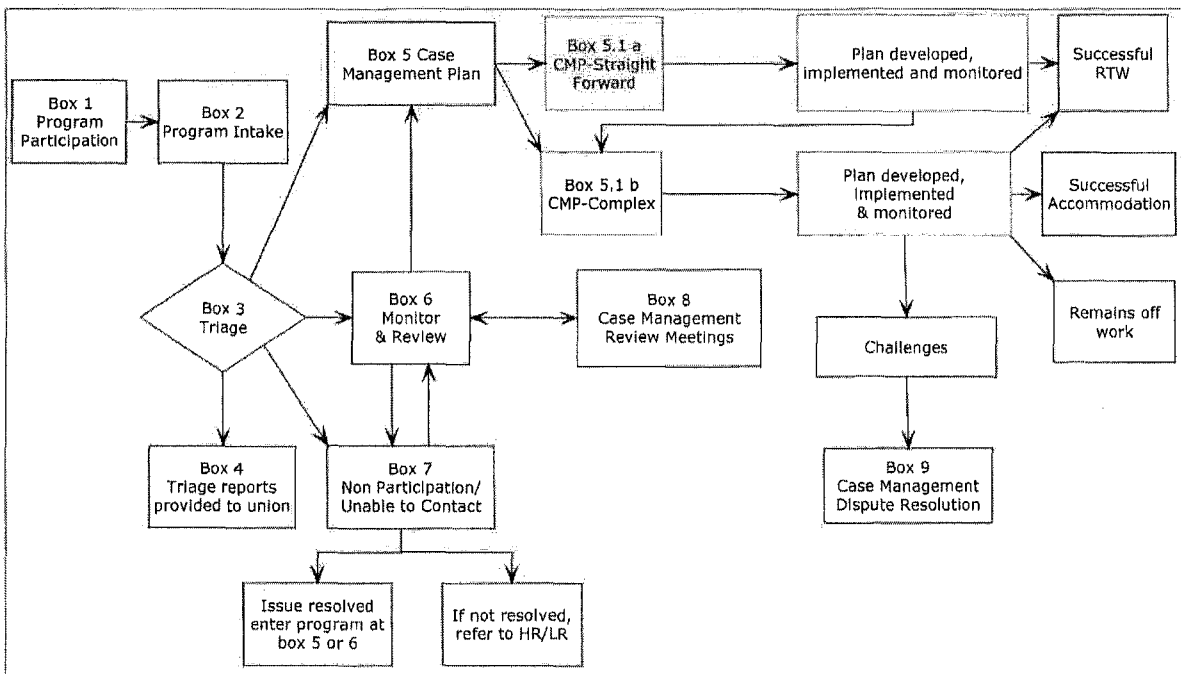 Box 1
Program
Participation
Box 2
Program Intake
Box 5 Case
Management Plan
Box 5.1 a
CMP-Straight
Forward
Plan developed,
implemented and monitored
Successful
RTW
Box 5.1 b
CMP-Complex
Plan developed,
Implemented
& monitored
Successful
Accommodation
Remains off
work
Box 3
Triage
Box 6
Monitor
& Review
Box 8
Case Management
Review Meetings
Challenges
Box 4
Triage reports
provided to union
Box 7
Non Participation/
Unable to Contact
Box 9
Case Management
Dispute Resolution
Issue resolved
enter program at
box 5 or 6
If not resolved,
refer to HR/LR